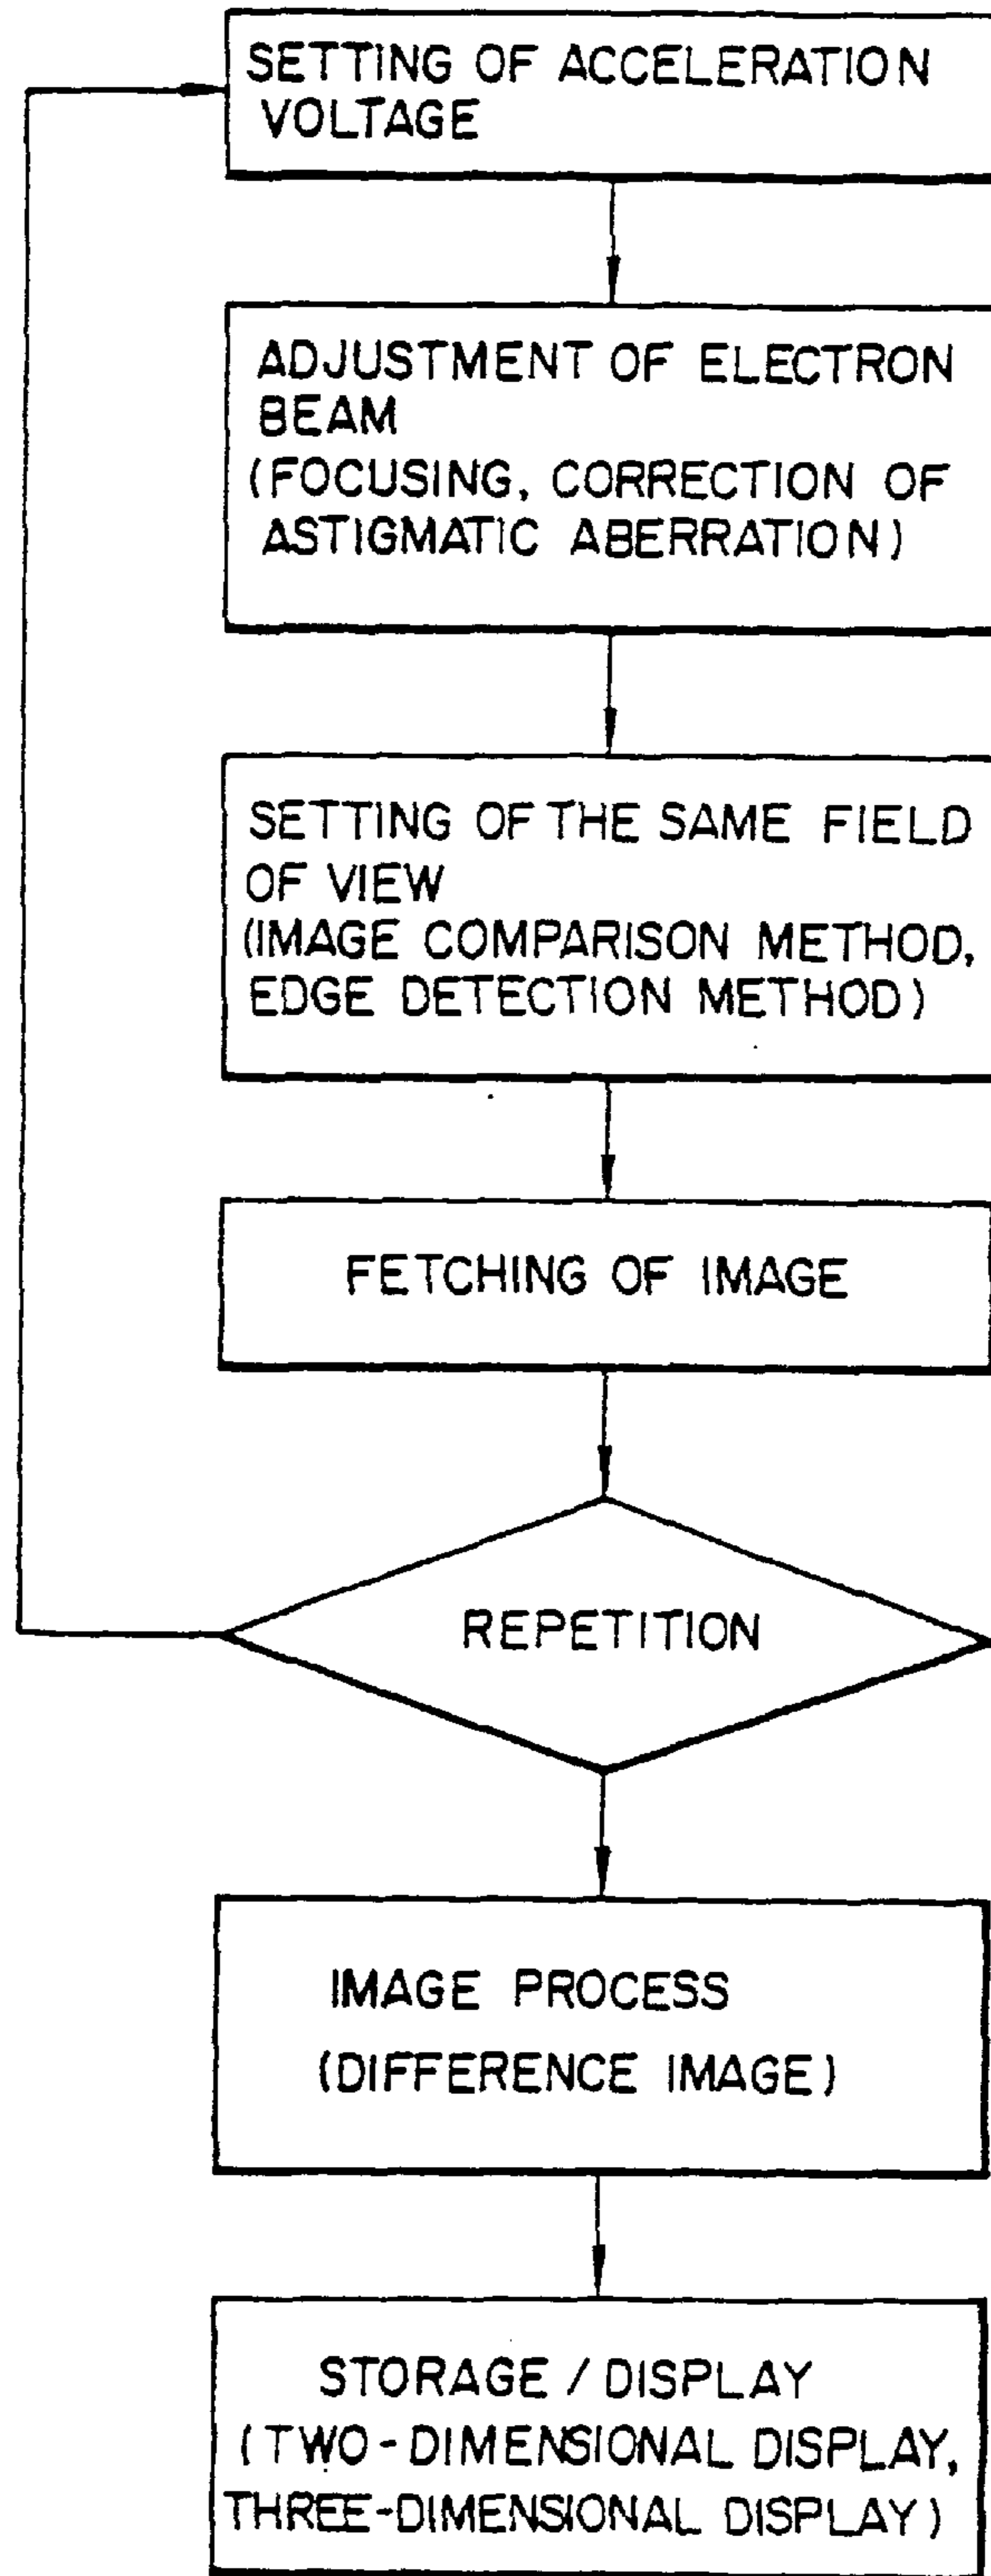 SETTING OF ACCELERATION
VOLTAGE
ADJUSTMENT OF ELECTRON
BEAM
(FOCUSING, CORRECTION OF
ASTIGMATIC ABERRATION)
SETTING OF THE SAME FIELD
OF VIEW
(IMAGE COMPARISON METHOD,
EDGE DETECTION METHOD)
FETCHING OF IMAGE
REPETITION
IMAGE PROCESS
(DIFFERENCE IMAGE)
STORAGE / DISPLAY
(TWO-DIMENSIONAL DISPLAY,
THREE-DIMENSIONAL DISPLAY)